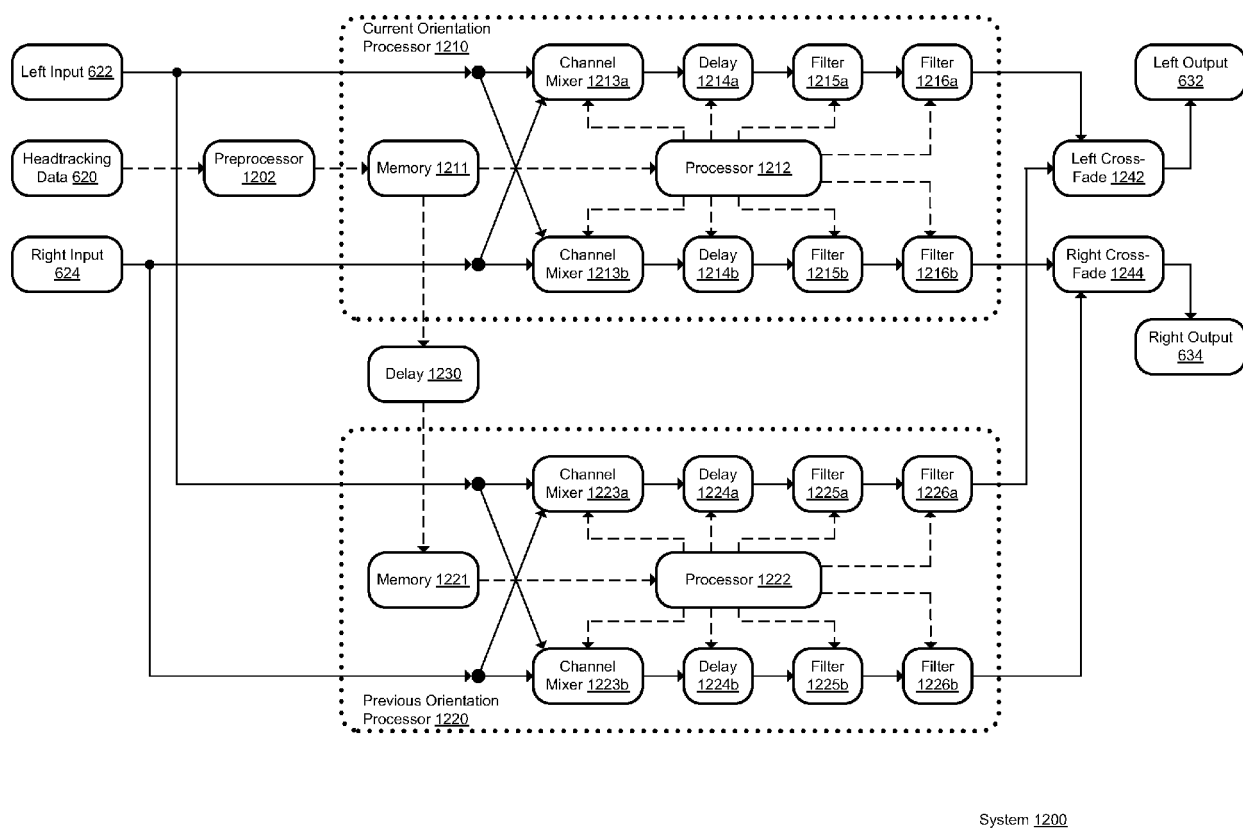 Current Orientation
Processor 1210
Left Input 622
Channel
Mixer 1213a
Delay
1214a
Filter
1215a
Filter
1216a
Left Output
632
Headtracking
Data 620
Preprocessor
1202
Memory 1211
Processor 1212
Left Cross-
Fade 1242
Right Input
624
Channel
Mixer 1213b
Delay
1214b
Filter
1215b
Filter
1216b
Right Cross-
Fade 1244
Right Output
634
Delay 1230
Channel
Mixer 1223a
Delay
1224a
Filter
1225a
Filter
1226a
Memory 1221
Processor 1222
Channel
Mixer 1223b
Delay
1224b
Filter
1225b
Filter
1226b
Previous Orientation
Processor 1220
System 1200